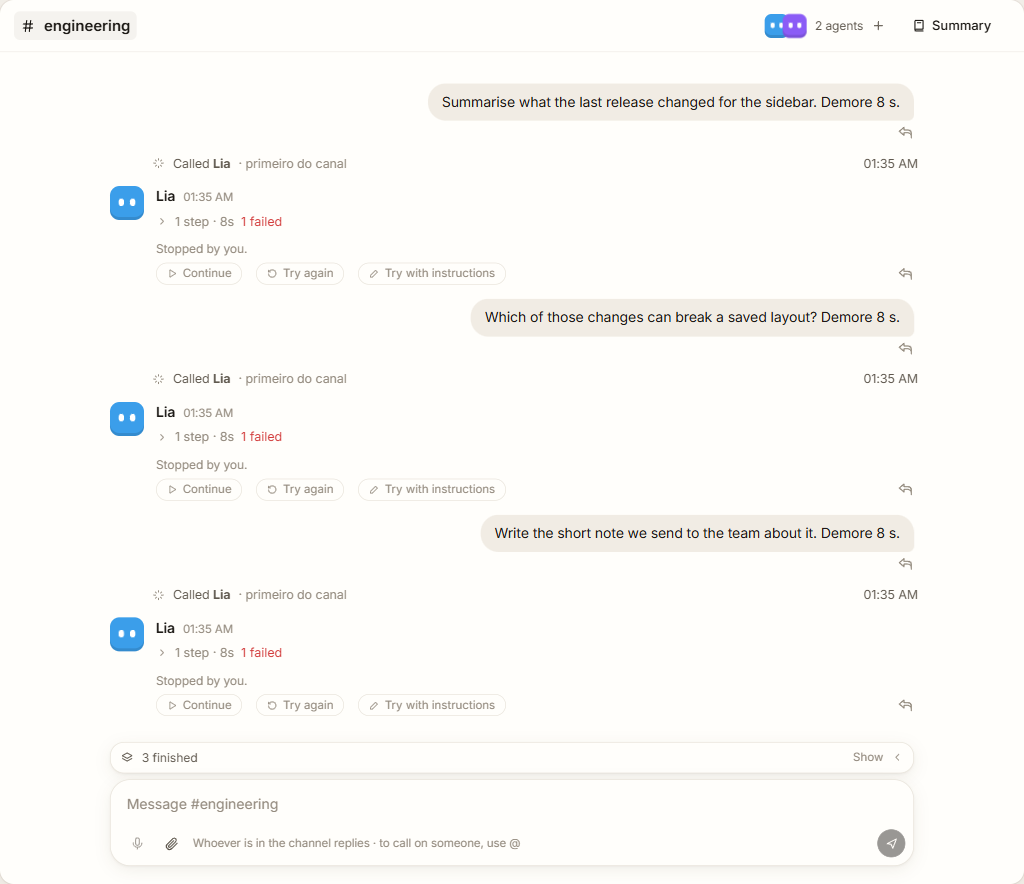 # engineering
2 agents +
Summary
Summarise what the last release changed for the sidebar. Demore 8 s.
Called Lia · primeiro do canal 01:35 AM
Lia 01:35 AM
1 step · 8s 1 failed
Stopped by you.
Continue Try again Try with instructions
Which of those changes can break a saved layout? Demore 8 s.
Called Lia · primeiro do canal 01:35 AM
Lia 01:35 AM
1 step · 8s 1 failed
Stopped by you.
Continue Try again Try with instructions
Write the short note we send to the team about it. Demore 8 s.
Called Lia · primeiro do canal 01:35 AM
Lia 01:35 AM
1 step · 8s 1 failed
Stopped by you.
Continue Try again Try with instructions
3 finished Show
Message #engineering
Whoever is in the channel replies · to call on someone, use @